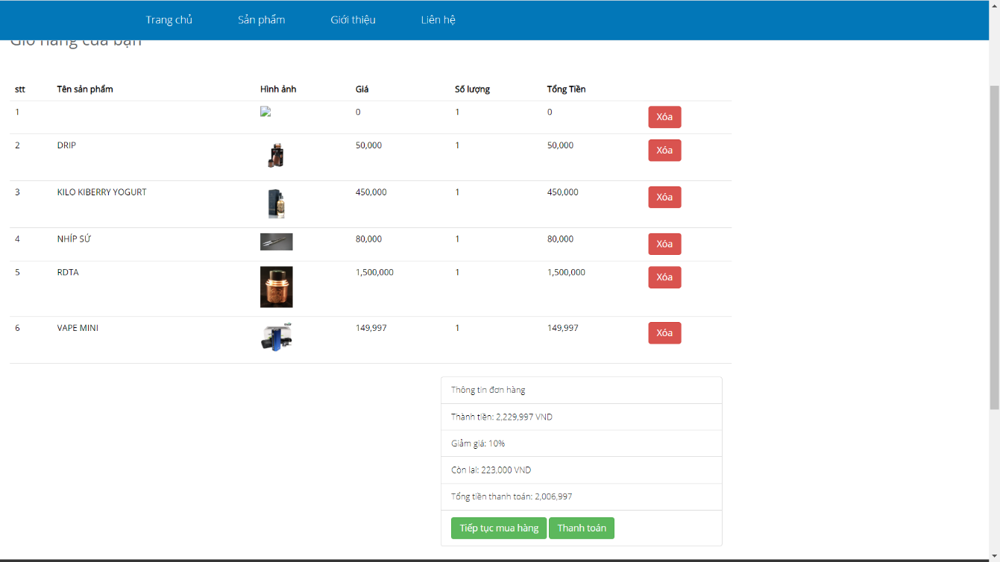 Trang chủ Sản phẩm Giới thiệu Liên hệ
Giỏ hàng của bạn
stt Tên sản phẩm Hình ảnh Giá Số lượng Tổng Tiền
1 0 1 0 Xóa
2 DRIP 50,000 1 50,000 Xóa
3 KILO KIBERRY YOGURT 450,000 1 450,000 Xóa
4 NHÍP SỨ 80,000 1 80,000 Xóa
5 RDTA 1,500,000 1 1,500,000 Xóa
6 VAPE MINI 149,997 1 149,997 Xóa
Thông tin đơn hàng
Thành tiền: 2,229,997 VND
Giảm giá: 10%
Còn lai: 223,000 VND
Tổng tiền thanh toán: 2,006,997
Tiếp tục mua hàng Thanh toán